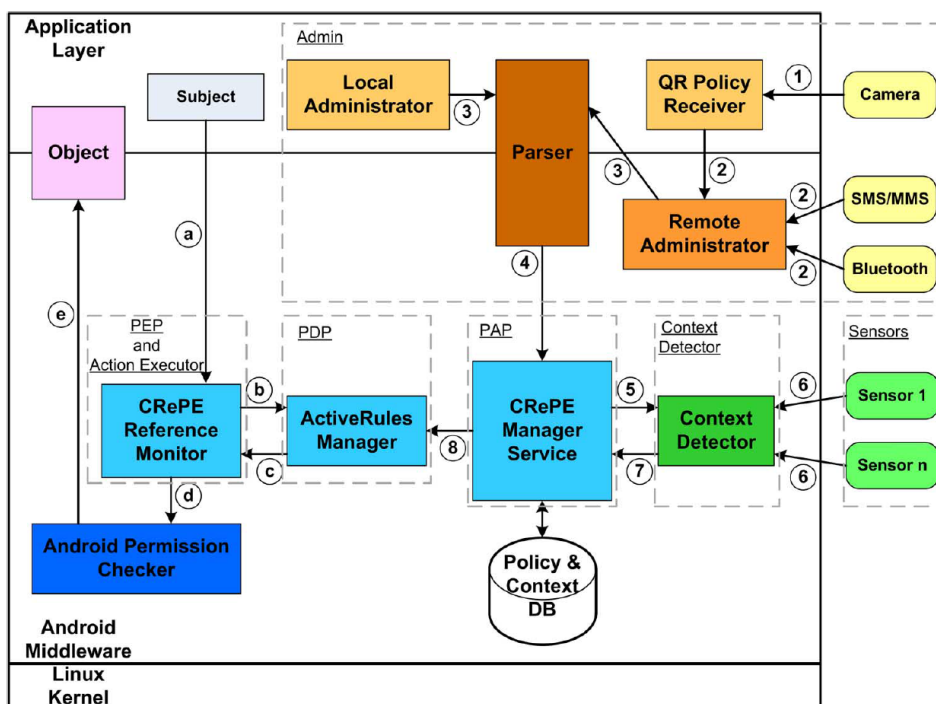 Application
Layer
Admin
Subject
Local
Administrator
3
QR Policy
Receiver
1
Camera
Object
Parser
3
2
a
Remote
Administrator
2
SMS/MMS
2
Bluetooth
4
e
PEP
and
Action Executor
PDP
PAP
Context
Detector
Sensors
CRePE
Reference
Monitor
b
ActiveRules
Manager
c
8
CRePE
Manager
Service
5
7
Context
Detector
6
Sensor 1
6
Sensor n
d
Android Permission
Checker
Policy &
Context
DB
Android
Middleware
Linux
Kernel